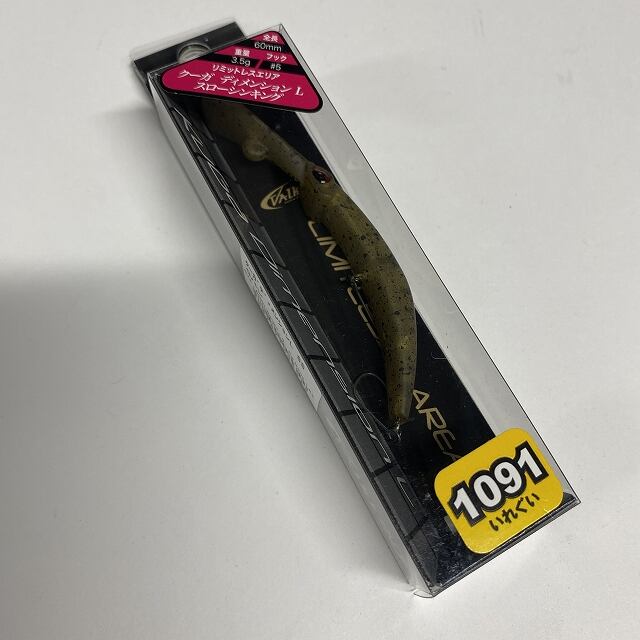 全長
60mm
重量 フック
3.5g #5
リミットレスエリア
クーガ ディメンション L
スローシンキング
LIMITLESS
AREA
1091
いれぐい